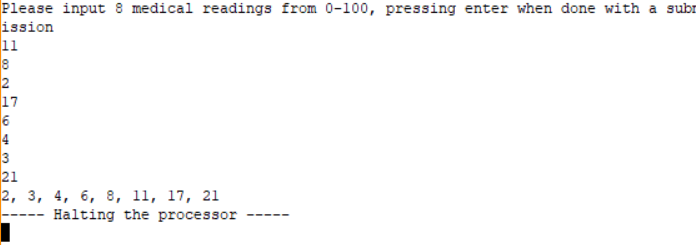 Please input 8 medical readings from 0-100, pressing enter when done with a subm
ission
11
8
2
17
6
4
3
21
2, 3, 4, 6, 8, 11, 17, 21
----- Halting the processor -----